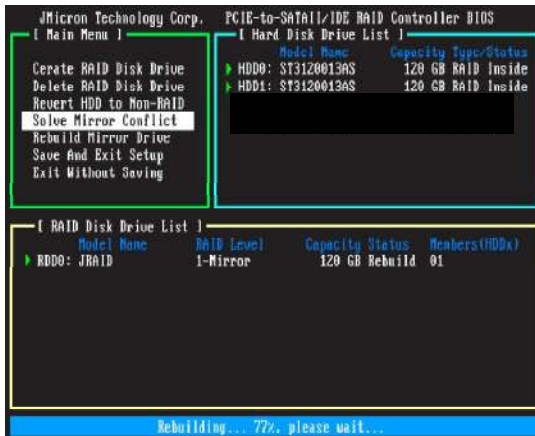 JMicron Technology Corp. PCIE-to-SATAII/IDE RAID Controller BIOS
[ Main Menu ]
Cerate RAID Disk Drive
Delete RAID Disk Drive
Revert HDD to Non-RAID
Solve Mirror Conflict
Rebuild Mirror Drive
Save And Exit Setup
Exit Without Saving
[ Hard Disk Drive List ]
Model Name Capacity Type/Status
HDD0: ST3120013AS 120 GB RAID Inside
HDD1: ST3120013AS 120 GB RAID Inside
[ RAID Disk Drive List ]
Model Name RAID Level Capacity Status Members(HDDx)
RDD0: JRAID 1-Mirror 120 GB Rebuild 01
Rebuilding... 77%, please wait...